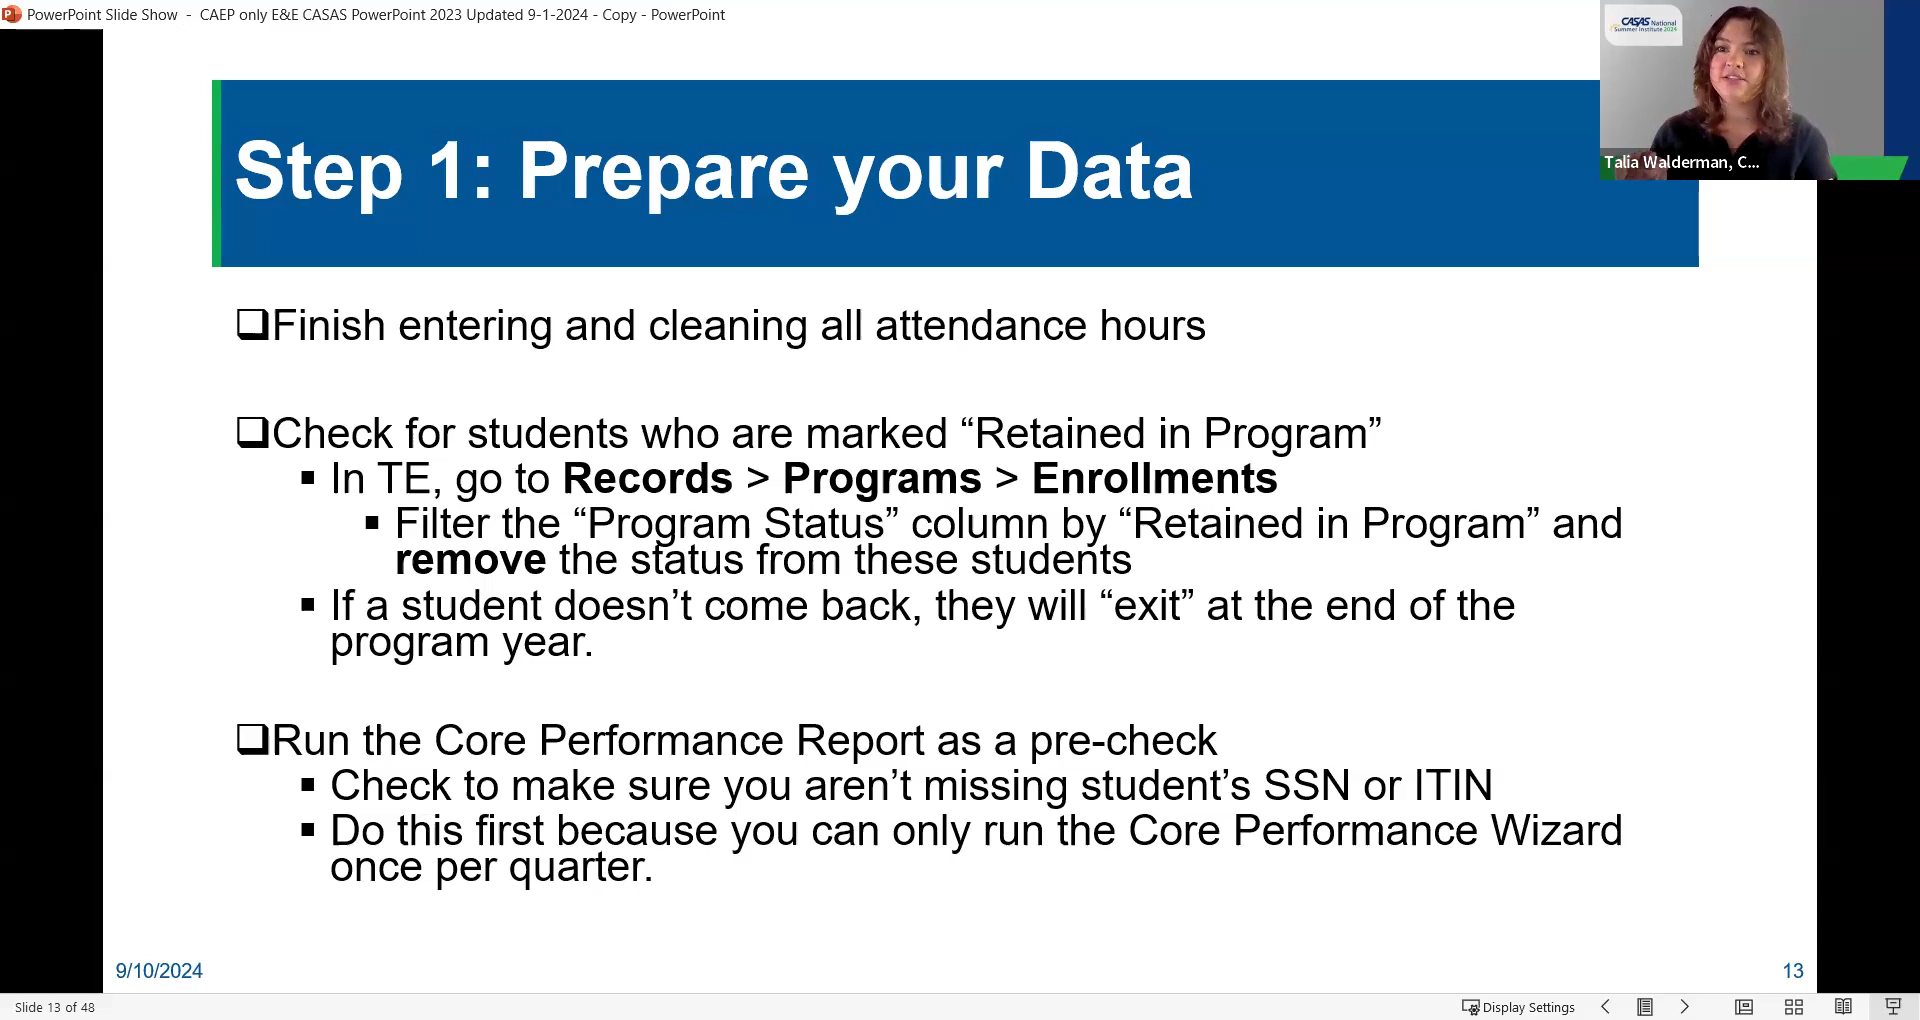 PowerPoint Slide Show - CAEP only E&E CASAS PowerPoint 2023 Updated 9-1-2024 - Copy - PowerPoint
CASAS National
Summer Institute 2024
Talia Walderman, C...
Step 1: Prepare your Data
❑Finish entering and cleaning all attendance hours
❑Check for students who are marked “Retained in Program”
▪ In TE, go to Records > Programs > Enrollments
▪ Filter the “Program Status” column by “Retained in Program” and
remove the status from these students
▪ If a student doesn’t come back, they will “exit” at the end of the
program year.
❑Run the Core Performance Report as a pre-check
▪ Check to make sure you aren’t missing student’s SSN or ITIN
▪ Do this first because you can only run the Core Performance Wizard
once per quarter.
9/10/2024
13
Slide 13 of 48
Display Settings